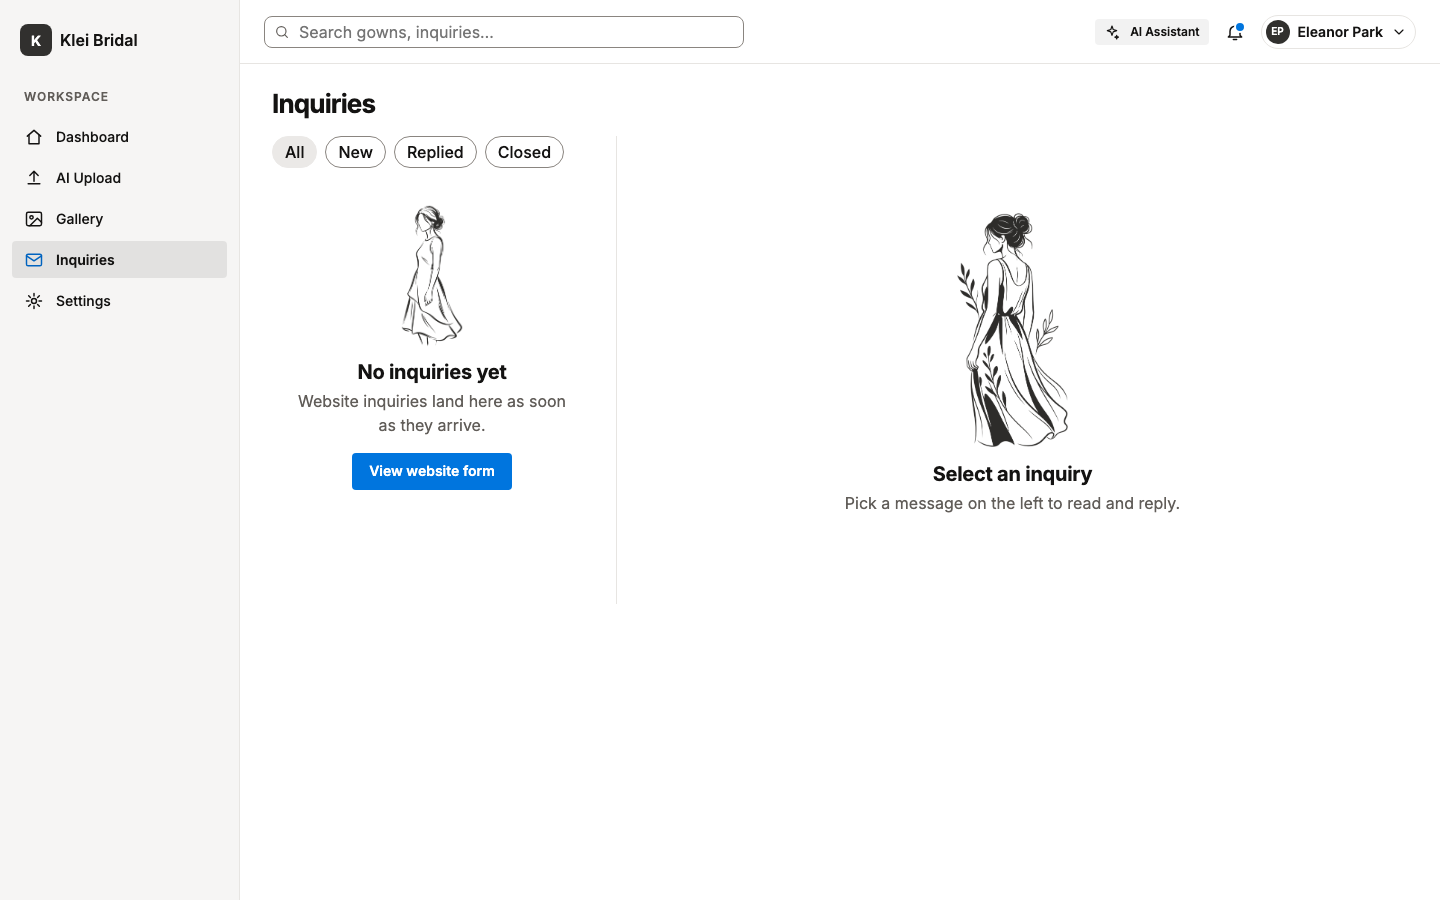 K
Klei Bridal
Search gowns, inquiries...
AI Assistant
EP
Eleanor Park
WORKSPACE
Dashboard
AI Upload
Gallery
Inquiries
Settings
Inquiries
All
New
Replied
Closed
No inquiries yet
Website inquiries land here as soon
as they arrive.
View website form
Select an inquiry
Pick a message on the left to read and reply.